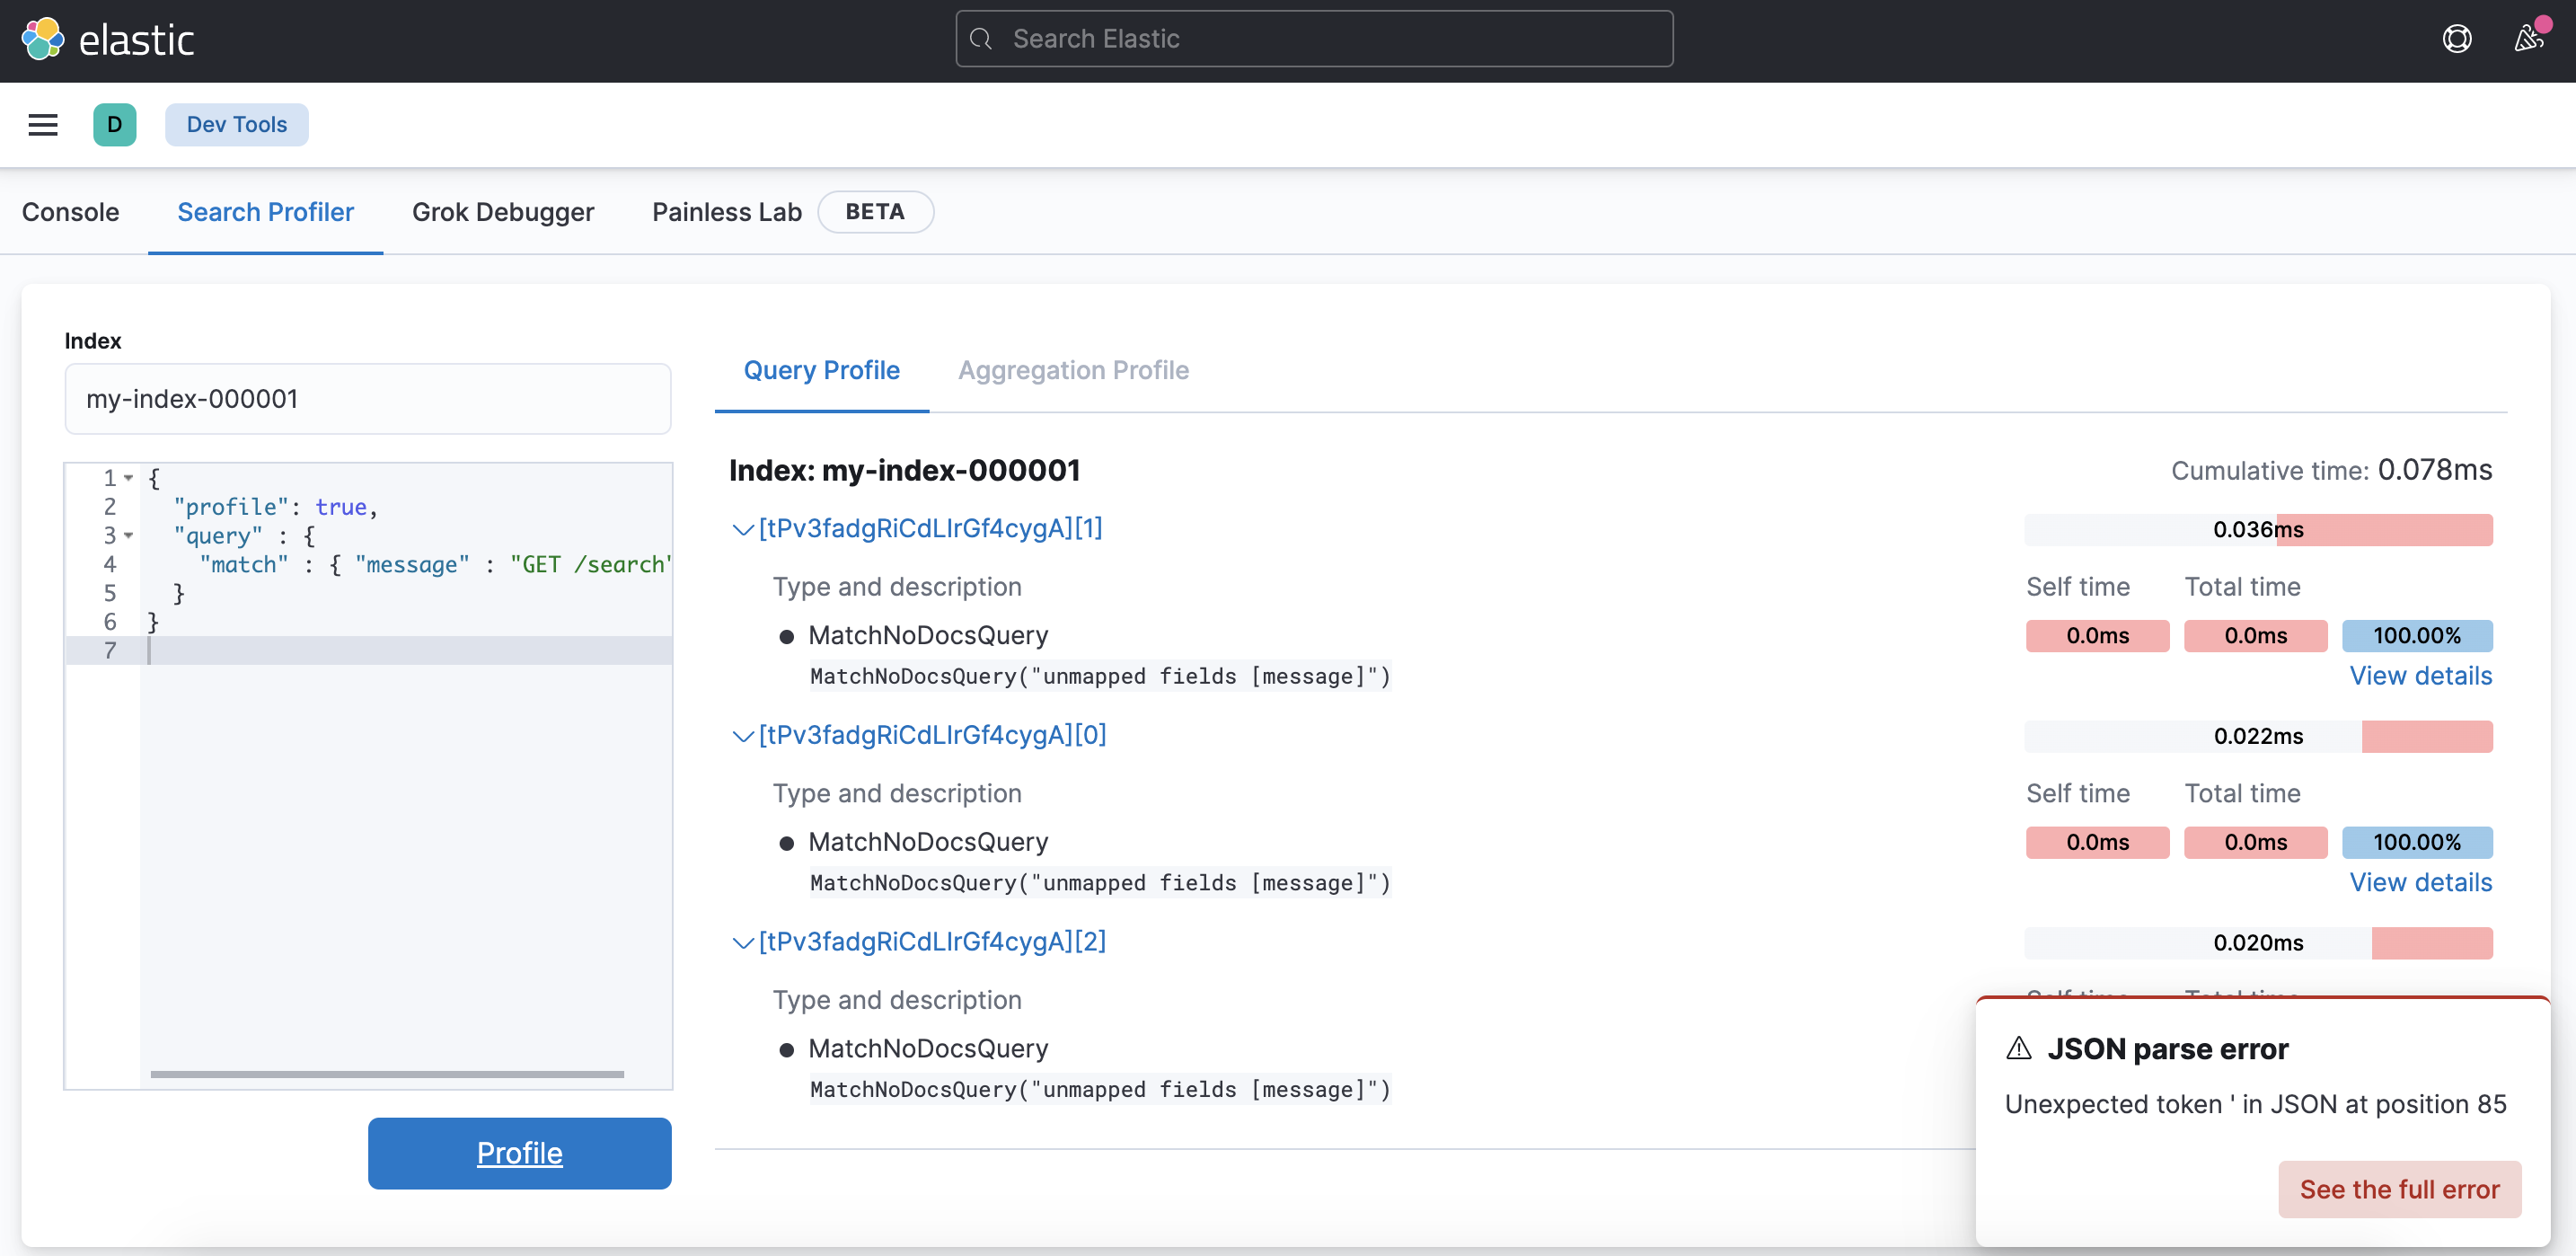 elastic
Search Elastic
D
Dev Tools
Console
Search Profiler
Grok Debugger
Painless Lab
BETA
Index
my-index-000001
1 {
2 "profile": true,
3 "query" : {
4 "match" : { "message" : "GET /search"
5 }
6 }
7
Profile
Query Profile
Aggregation Profile
Index: my-index-000001
Cumulative time: 0.078ms
[tPv3fadgRiCdLIrGf4cygA][1]
0.036ms
Type and description
Self time
Total time
MatchNoDocsQuery
0.0ms
0.0ms
100.00%
MatchNoDocsQuery("unmapped fields [message]")
View details
[tPv3fadgRiCdLIrGf4cygA][0]
0.022ms
Type and description
Self time
Total time
MatchNoDocsQuery
0.0ms
0.0ms
100.00%
MatchNoDocsQuery("unmapped fields [message]")
View details
[tPv3fadgRiCdLIrGf4cygA][2]
0.020ms
Type and description
Self time
Total time
MatchNoDocsQuery
MatchNoDocsQuery("unmapped fields [message]")
JSON parse error
Unexpected token ' in JSON at position 85
See the full error